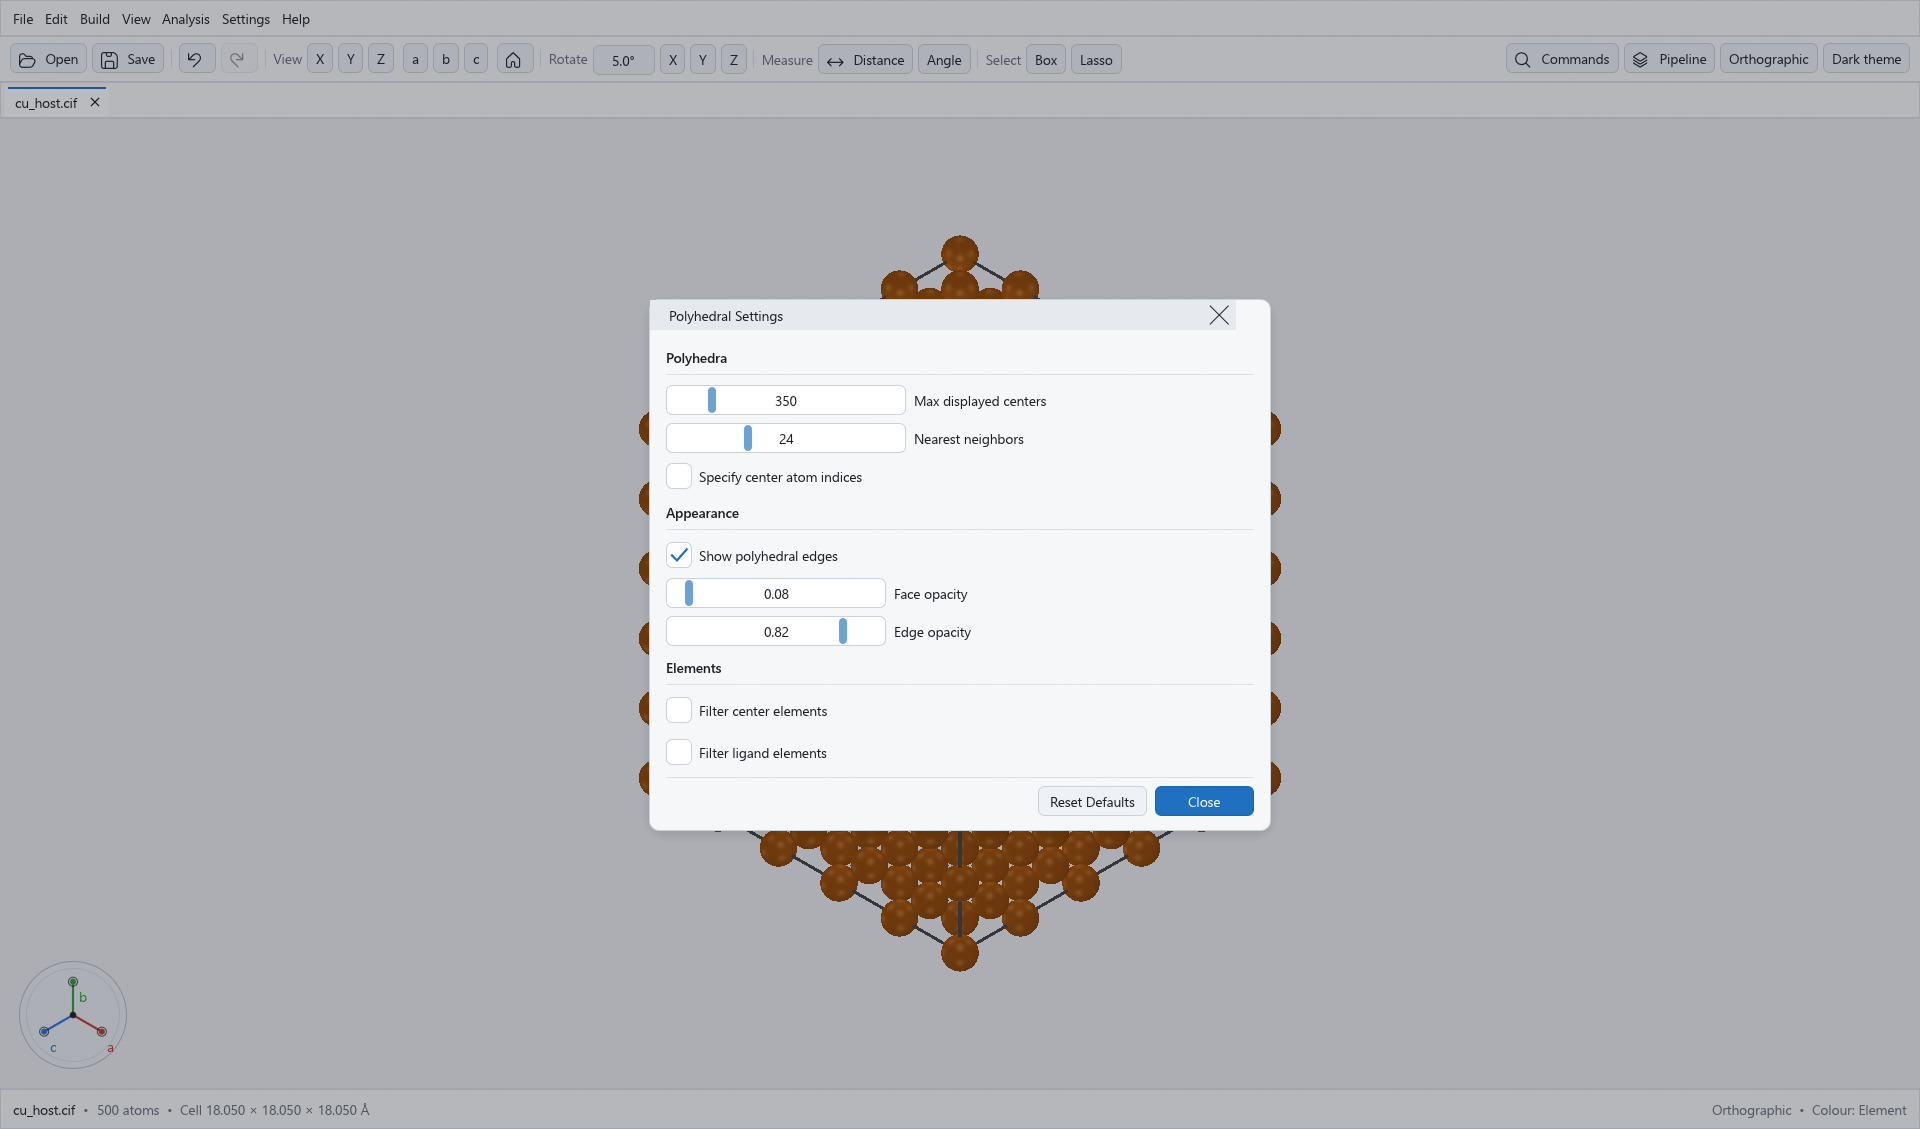 File Edit Build View Analysis Settings Help
Open Save View X Y Z a b c Rotate 5.0° X Y Z Measure Distance Angle Select Box Lasso Commands Pipeline Orthographic Dark theme
cu_host.cif
Polyhedral Settings
Polyhedra
350 Max displayed centers
24 Nearest neighbors
Specify center atom indices
Appearance
Show polyhedral edges
0.08 Face opacity
0.82 Edge opacity
Elements
Filter center elements
Filter ligand elements
Reset Defaults Close
b
c a
cu_host.cif • 500 atoms • Cell 18.050 × 18.050 × 18.050 Å Orthographic • Colour: Element